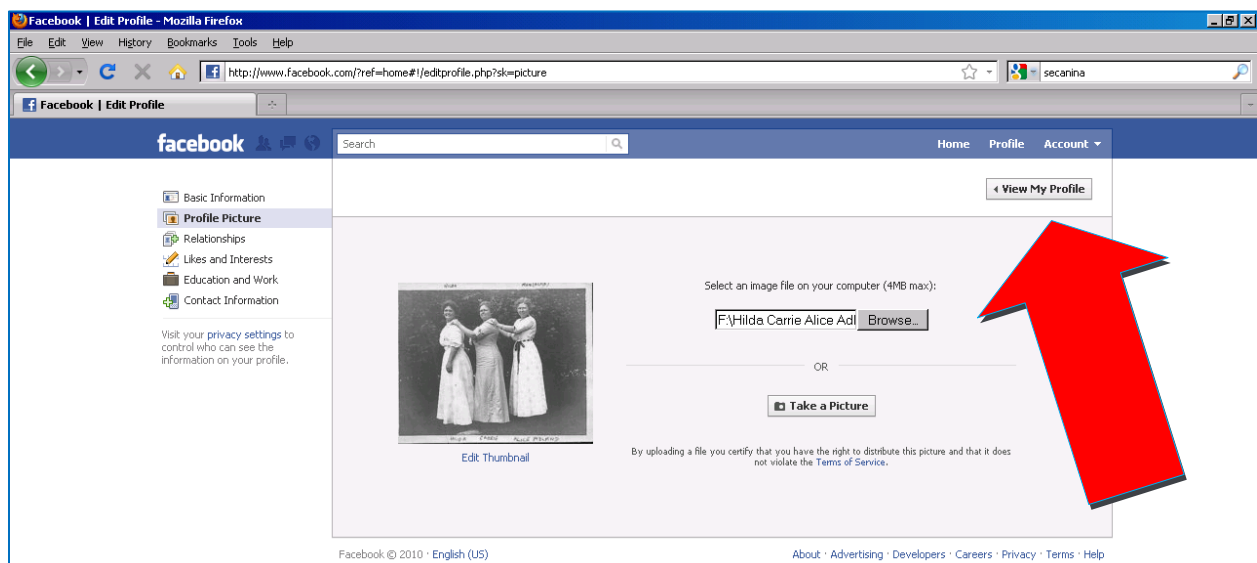 Facebook | Edit Profile - Mozilla Firefox
File Edit View History Bookmarks Tools Help
http://www.facebook.com/?ref=home#!/editprofile.php?sk=picture secanina
Facebook | Edit Profile
facebook Search Home Profile Account
View My Profile
Basic Information
Profile Picture
Relationships
Likes and Interests
Education and Work
Contact Information
Visit your privacy settings to
control who can see the
information on your profile.
HILDA CARRIE ALICE ADLAND
Edit Thumbnail
Select an image file on your computer (4MB max):
F:\Hilda Carrie Alice Adl Browse...
OR
Take a Picture
By uploading a file you certify that you have the right to distribute this picture and that it does
not violate the Terms of Service.
Facebook © 2010 · English (US)
About · Advertising · Developers · Careers · Privacy · Terms · Help